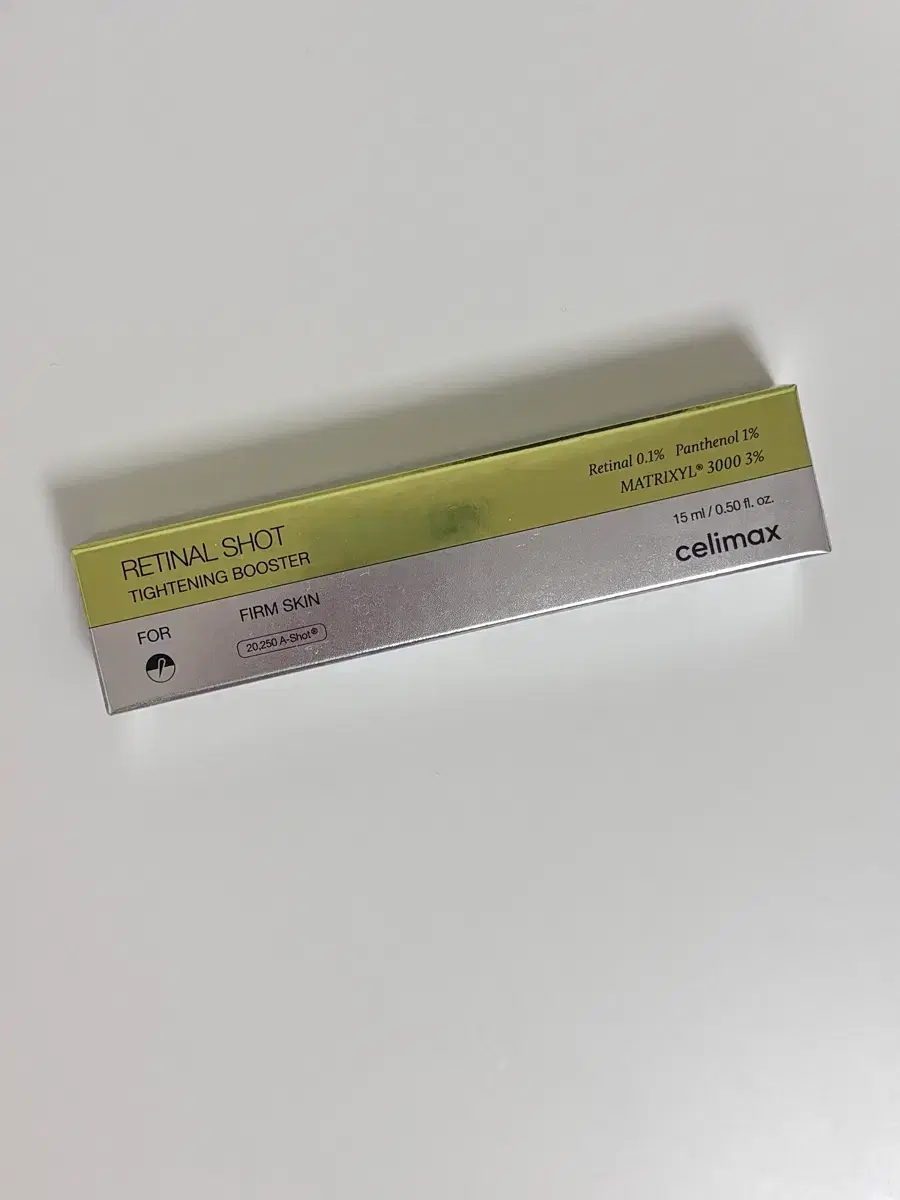 RETINAL SHOT
TIGHTENING BOOSTER
Retinal 0.1% Panthenol 1%
MATRIXYL® 3000 3%
15 ml / 0.50 fl. oz.
celimax
FOR
FIRM SKIN
20,250 A-Shot®